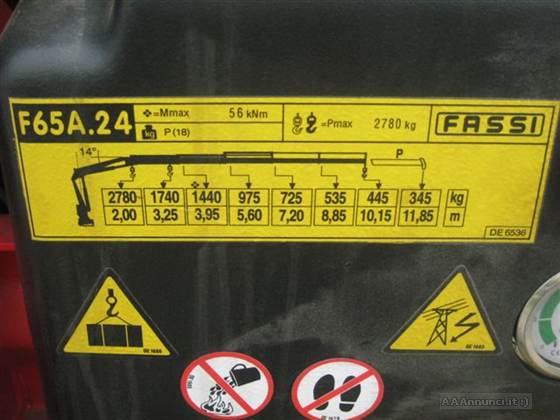 F65A.24
=Mmax 56 kNm
kg P(18)
=Pmax 2780 kg
FASSI
14°
P
2780 1740 1440 975 725 535 445 345 kg
2,00 3,25 3,95 5,60 7,20 8,85 10,15 11,85 m
DE 6536
AAAnnunci.it :)